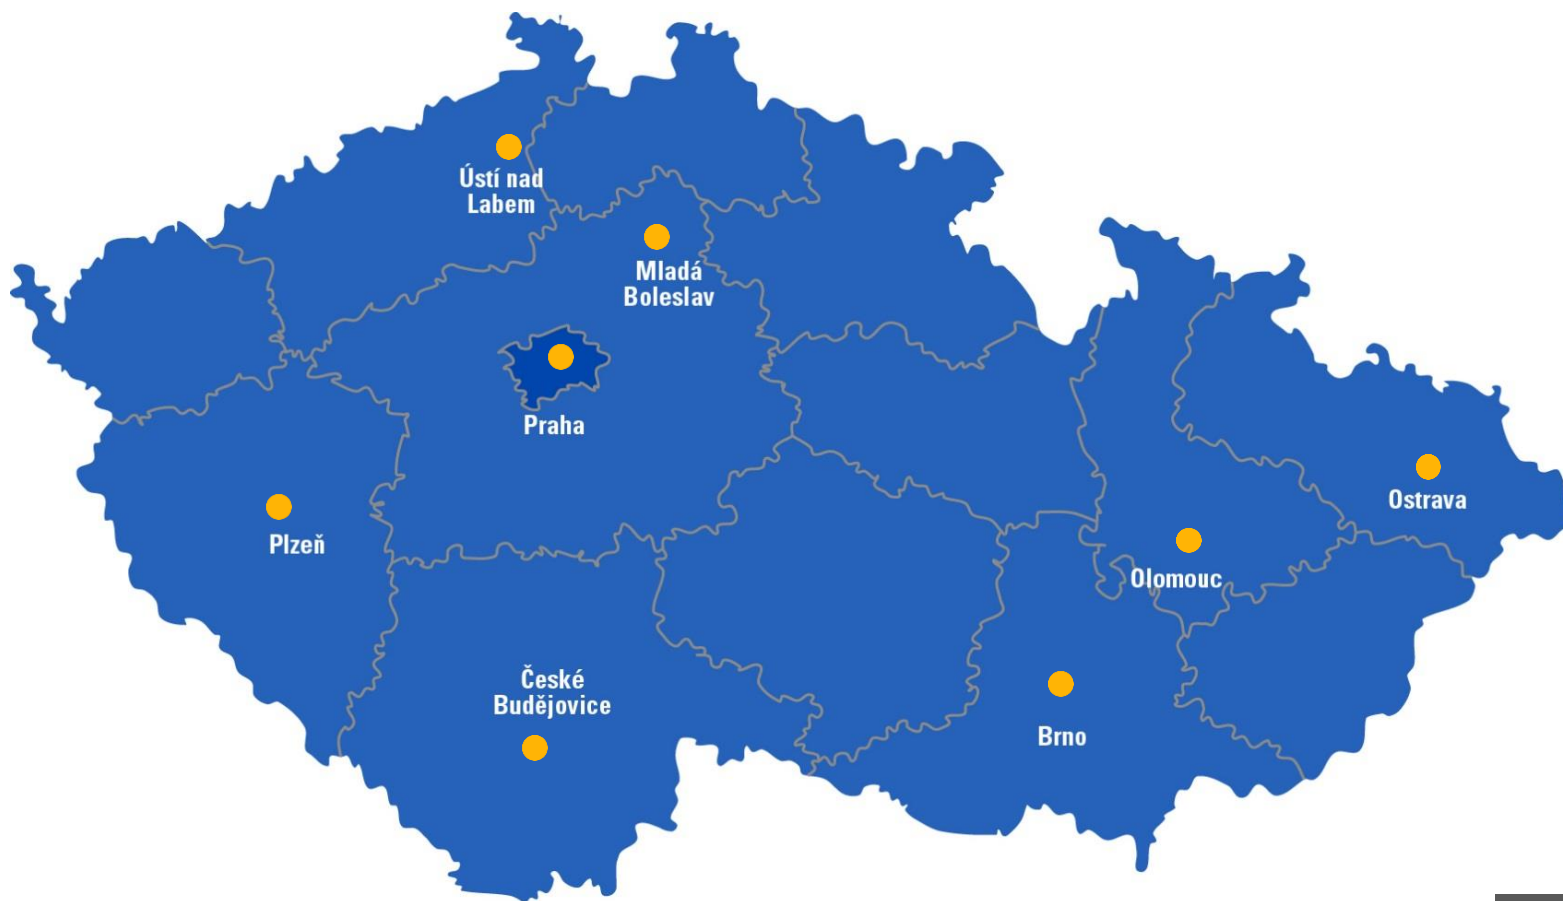 Ústí nad
Labem
Mladá
Boleslav
Praha
Ostrava
Plzeň
Olomouc
České
Budějovice
Brno